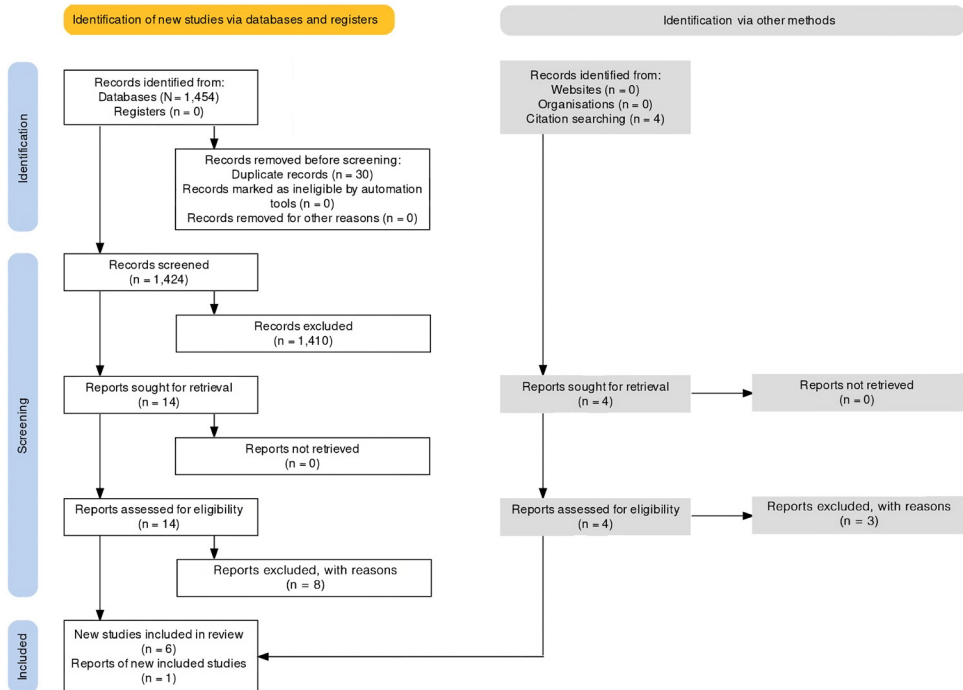 Identification of new studies via databases and registers
Identification via other methods
Identification
Records identified from:
Databases (N = 1,454)
Registers (n = 0)
Records removed before screening:
Duplicate records (n = 30)
Records marked as ineligible by automation
tools (n = 0)
Records removed for other reasons (n = 0)
Records identified from:
Websites (n = 0)
Organisations (n = 0)
Citation searching (n = 4)
Screening
Records screened
(n = 1,424)
Records excluded
(n = 1,410)
Reports sought for retrieval
(n = 14)
Reports not retrieved
(n = 0)
Reports sought for retrieval
(n = 4)
Reports not retrieved
(n = 0)
Reports assessed for eligibility
(n = 14)
Reports excluded, with reasons
(n = 8)
Reports assessed for eligibility
(n = 4)
Reports excluded, with reasons
(n = 3)
Included
New studies included in review
(n = 6)
Reports of new included studies
(n = 1)